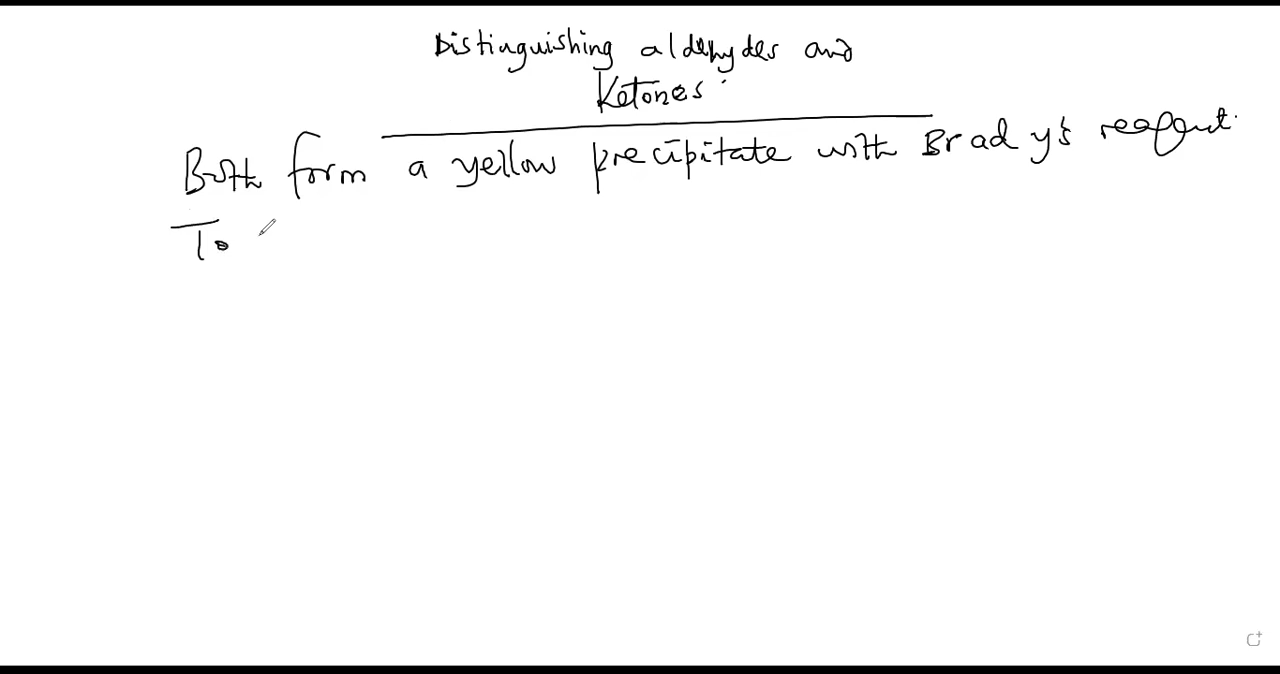 Distinguishing aldehydes and
Ketones.
Both form a yellow precipitate with Brady's reagent.
To